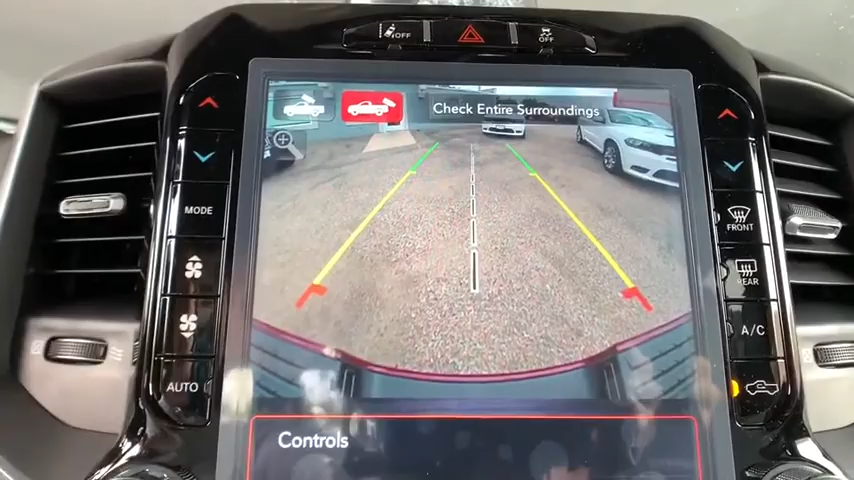 OFF
OFF
Check Entire Surroundings
MODE
FRONT
REAR
A/C
AUTO
Controls